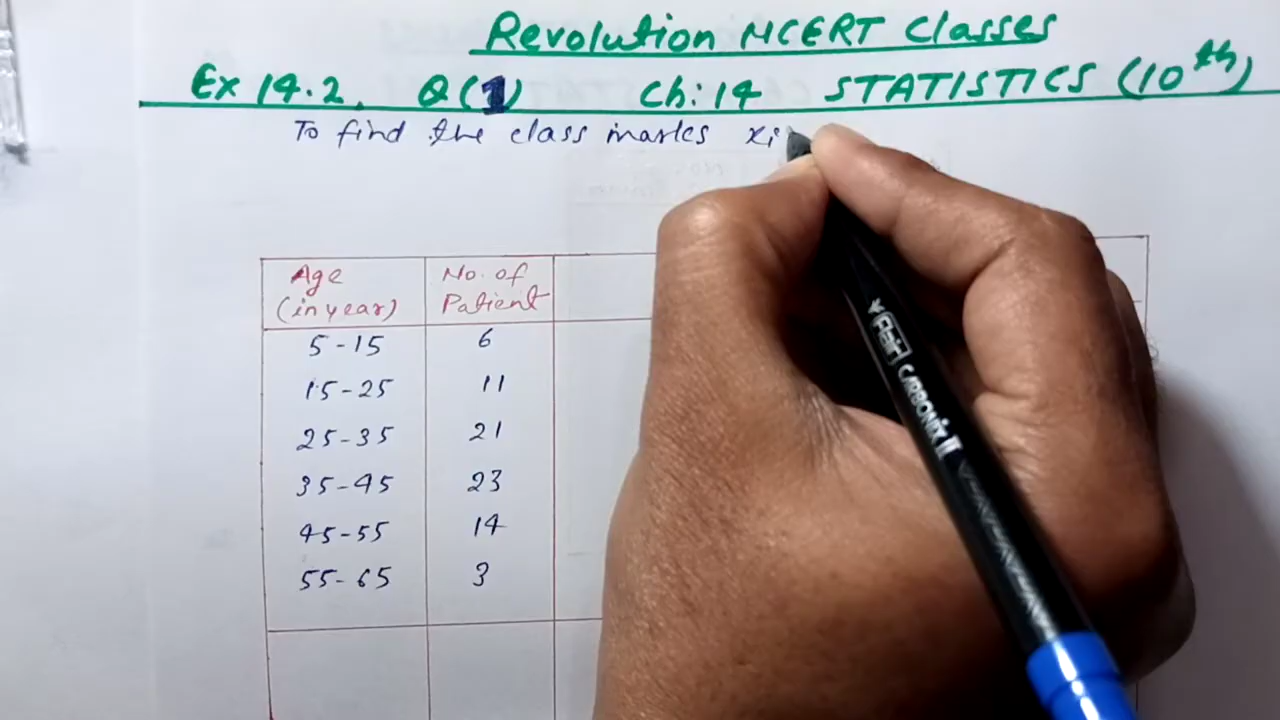 Revolution NCERT Classes
Ex 14.2, Q(1) Ch:14 STATISTICS (10th)
To find the class marks xi
Age No. of
(in year) Patient
5-15 6
15-25 11
25-35 21
35-45 23
45-55 14
55-65 3
Flair CARBONIX